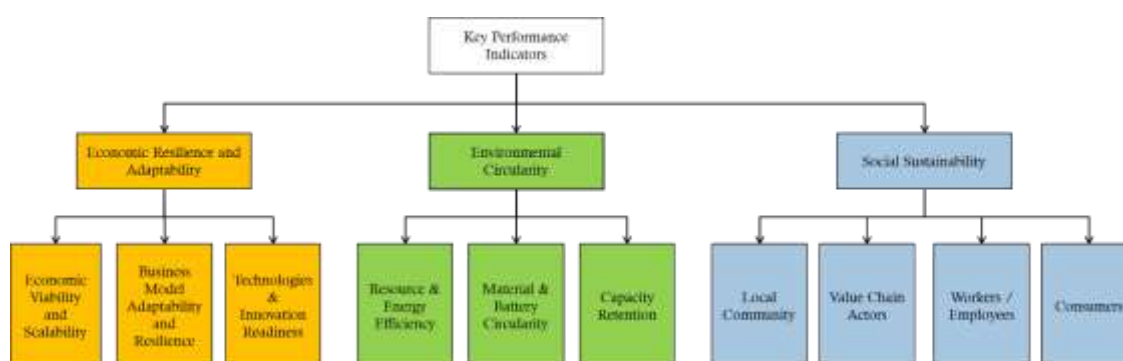 Key Performance
Indicators
Economic Resilience and
Adaptability
Environmental
Circularity
Social Sustainability
Economic
Viability
and
Scalability
Business
Model
Adaptability
and
Resilience
Technologies
&
Innovation
Readiness
Resource &
Energy
Efficiency
Material &
Battery
Circularity
Capacity
Retention
Local
Community
Value Chain
Actors
Workers /
Employees
Consumers